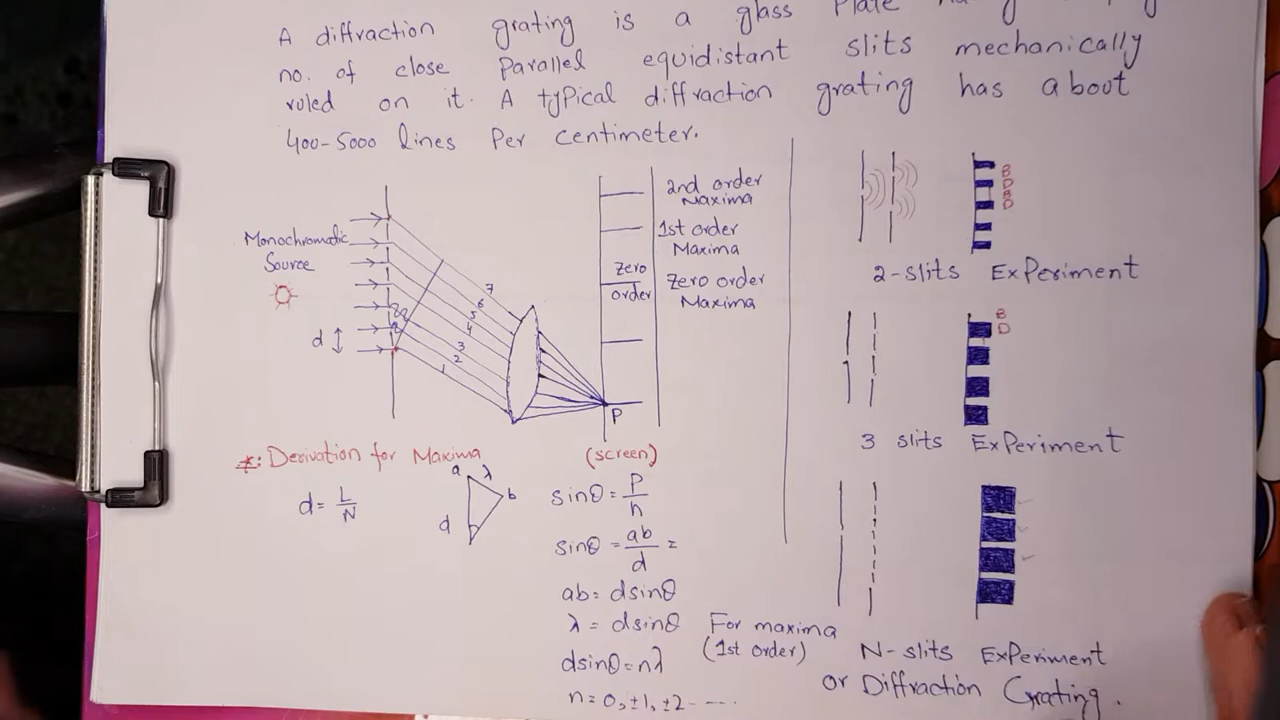 A diffraction grating is a glass Plate
no. of close Parallel equidistant slits mechanically
ruled on it. A tyPical diffraction grating has about
400-5000 lines Per centimeter.
2nd order
Maxima
1st order
Maxima
Zero
order
Zero order
Maxima
Monochromatic
Source
d
7
6
5
4
3
2
1
P
(screen)
*: Derivation for Maxima
d = L/N
a λ b
d
sinθ = P/h
sinθ = ab/d =
ab = dsinθ
λ = dsinθ For maxima
(1st order)
dsinθ = nλ
n = 0, ±1, ±2 - ----
B
D
B
D
2-slits ExPeriment
B
D
3 slits ExPeriment
N-slits ExPeriment
or Diffraction Grating.